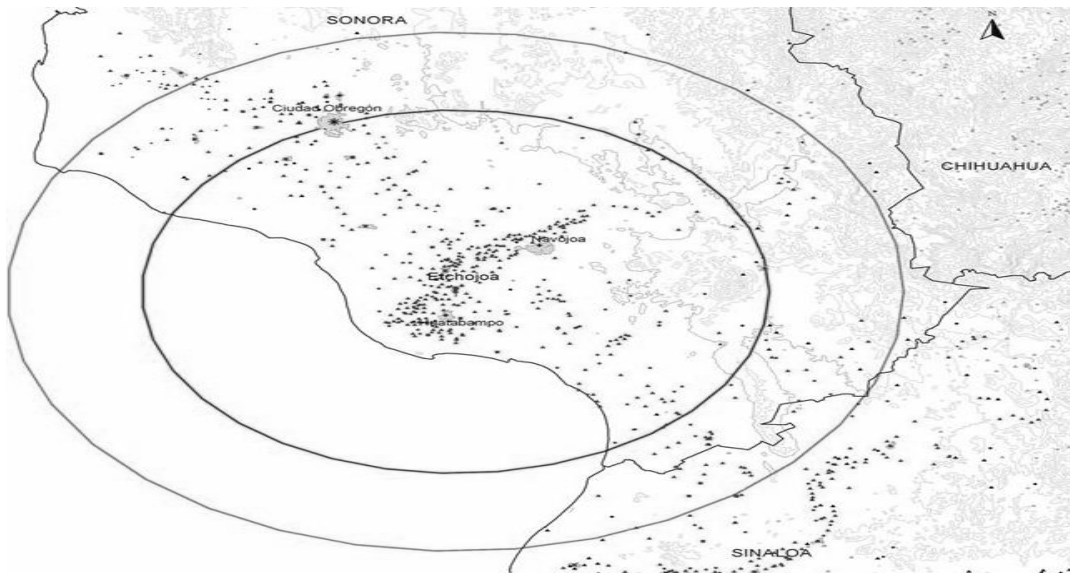 N
SONORA
Ciudad Obregón
CHIHUAHUA
Navojoa
Etchojoa
Huatabampo
SINALOA